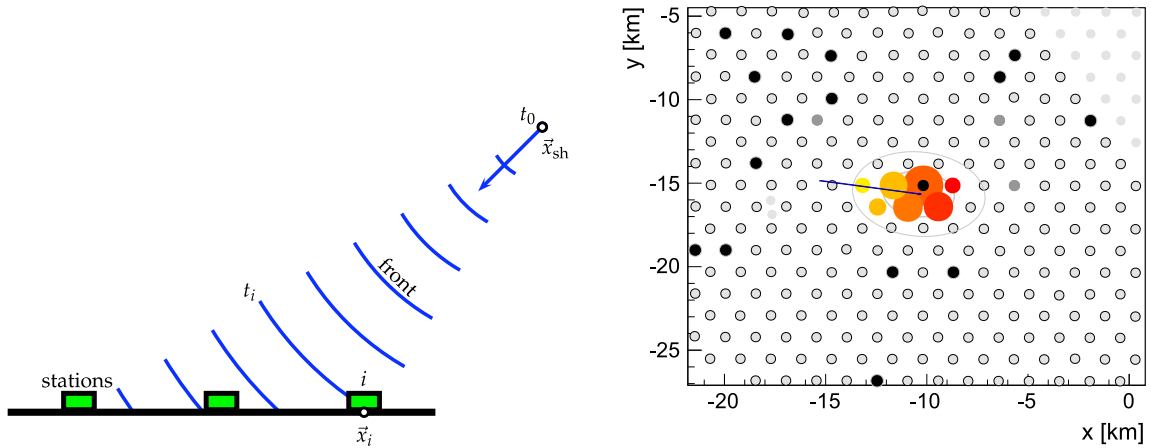 t₀
x⃗sh
front
tᵢ
stations
i
x⃗ᵢ
y [km]
-5
-10
-15
-20
-25
-20
-15
-10
-5
0
x [km]